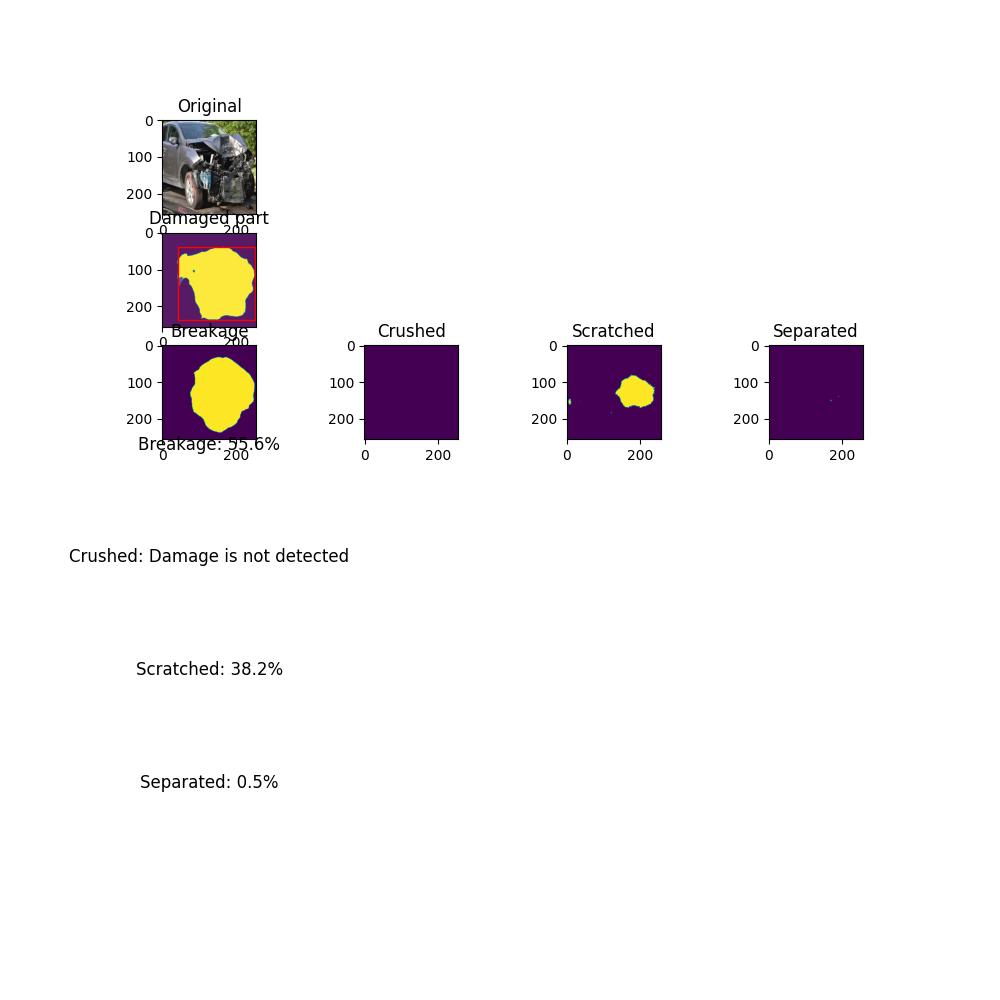 Original
0
100
200
0 200
Damaged part
0
100
200
0 200
Breakage Crushed Scratched Separated
0 0 0 0
100 100 100 100
200 200 200 200
0 200 0 200 0 200 0 200
Breakage: 55.6%
Crushed: Damage is not detected
Scratched: 38.2%
Separated: 0.5%